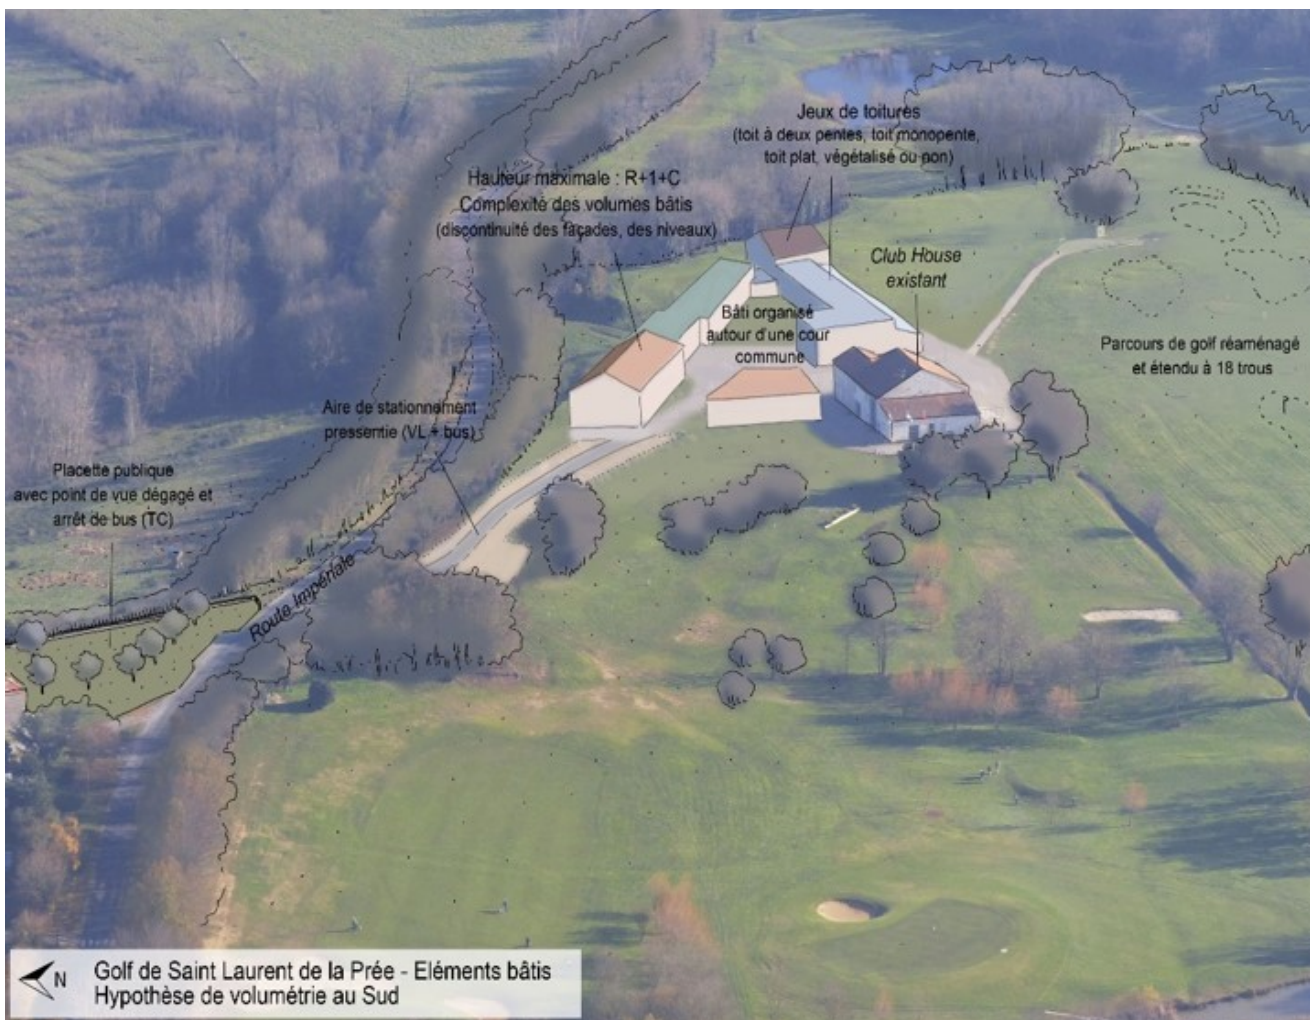 Jeux de toitures
(toit à deux pentes, toit monopente,
toit plat, végétalisé ou non)
Hauteur maximale : R+1+C
Complexité des volumes bâtis
(discontinuité des façades, des niveaux)
Club House
existant
Bâti organisé
autour d'une cour
commune
Parcours de golf réaménagé
et étendu à 18 trous
Aire de stationnement
pressentie (VL + bus)
Placette publique
avec point de vue dégagé et
arrêt de bus (TC)
Route Impériale
N
Golf de Saint Laurent de la Prée - Eléments bâtis
Hypothèse de volumétrie au Sud